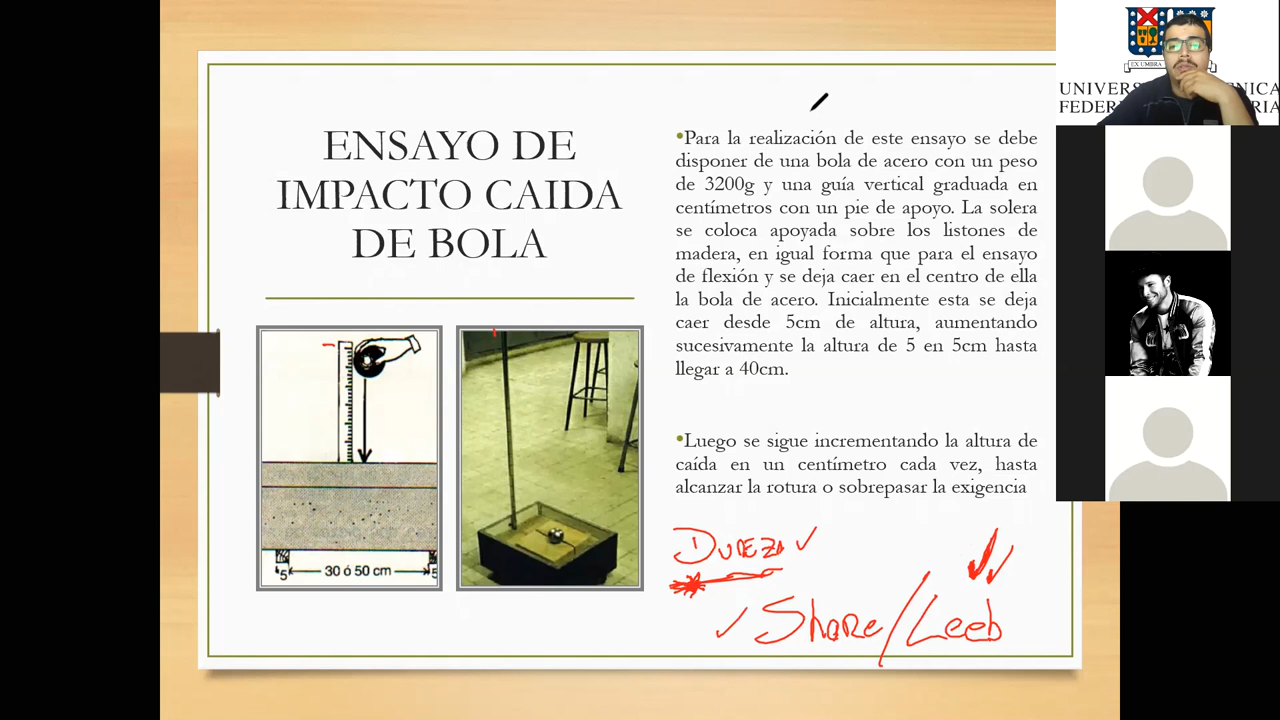 ENSAYO DE
IMPACTO CAIDA
DE BOLA
•Para la realización de este ensayo se debe
disponer de una bola de acero con un peso
de 3200g y una guía vertical graduada en
centímetros con un pie de apoyo. La solera
se coloca apoyada sobre los listones de
madera, en igual forma que para el ensayo
de flexión y se deja caer en el centro de ella
la bola de acero. Inicialmente esta se deja
caer desde 5cm de altura, aumentando
sucesivamente la altura de 5 en 5cm hasta
llegar a 40cm.
•Luego se sigue incrementando la altura de
caída en un centímetro cada vez, hasta
alcanzar la rotura o sobrepasar la exigencia
5 30 ó 50 cm 5
DUREZA
Shore/Leeb
EX UMBRA
UNIVERS NICA
FEDER RIA